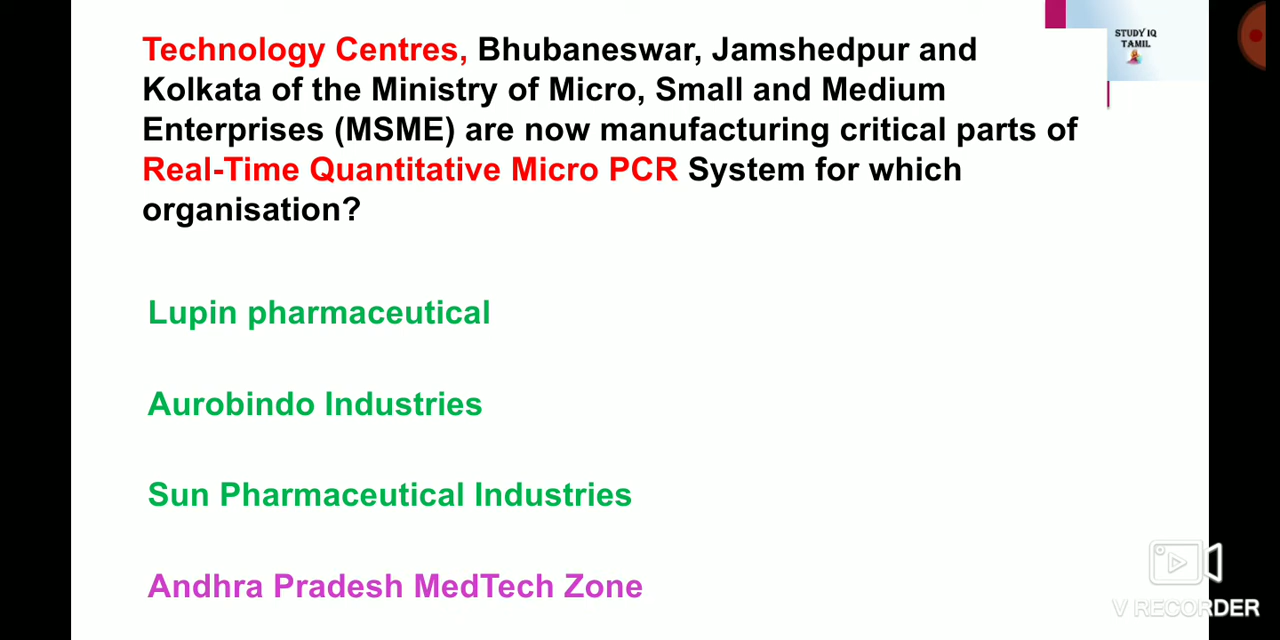 Technology Centres, Bhubaneswar, Jamshedpur and
Kolkata of the Ministry of Micro, Small and Medium
Enterprises (MSME) are now manufacturing critical parts of
Real-Time Quantitative Micro PCR System for which
organisation?
STUDY IQ
TAMIL
Lupin pharmaceutical
Aurobindo Industries
Sun Pharmaceutical Industries
Andhra Pradesh MedTech Zone
V RECORDER